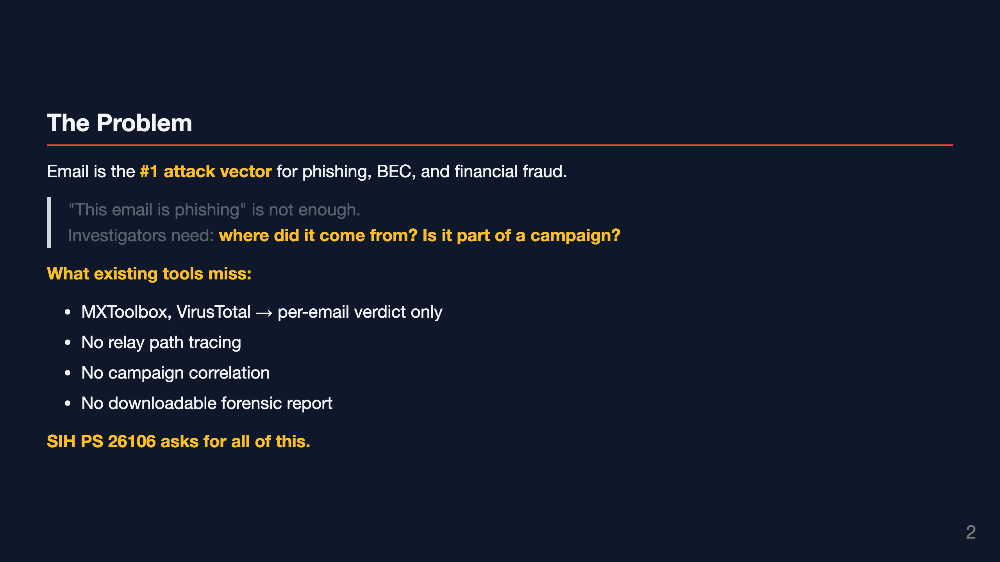 The Problem
Email is the #1 attack vector for phishing, BEC, and financial fraud.
"This email is phishing" is not enough.
Investigators need: where did it come from? Is it part of a campaign?
What existing tools miss:
• MXToolbox, VirusTotal → per-email verdict only
• No relay path tracing
• No campaign correlation
• No downloadable forensic report
SIH PS 26106 asks for all of this.
2